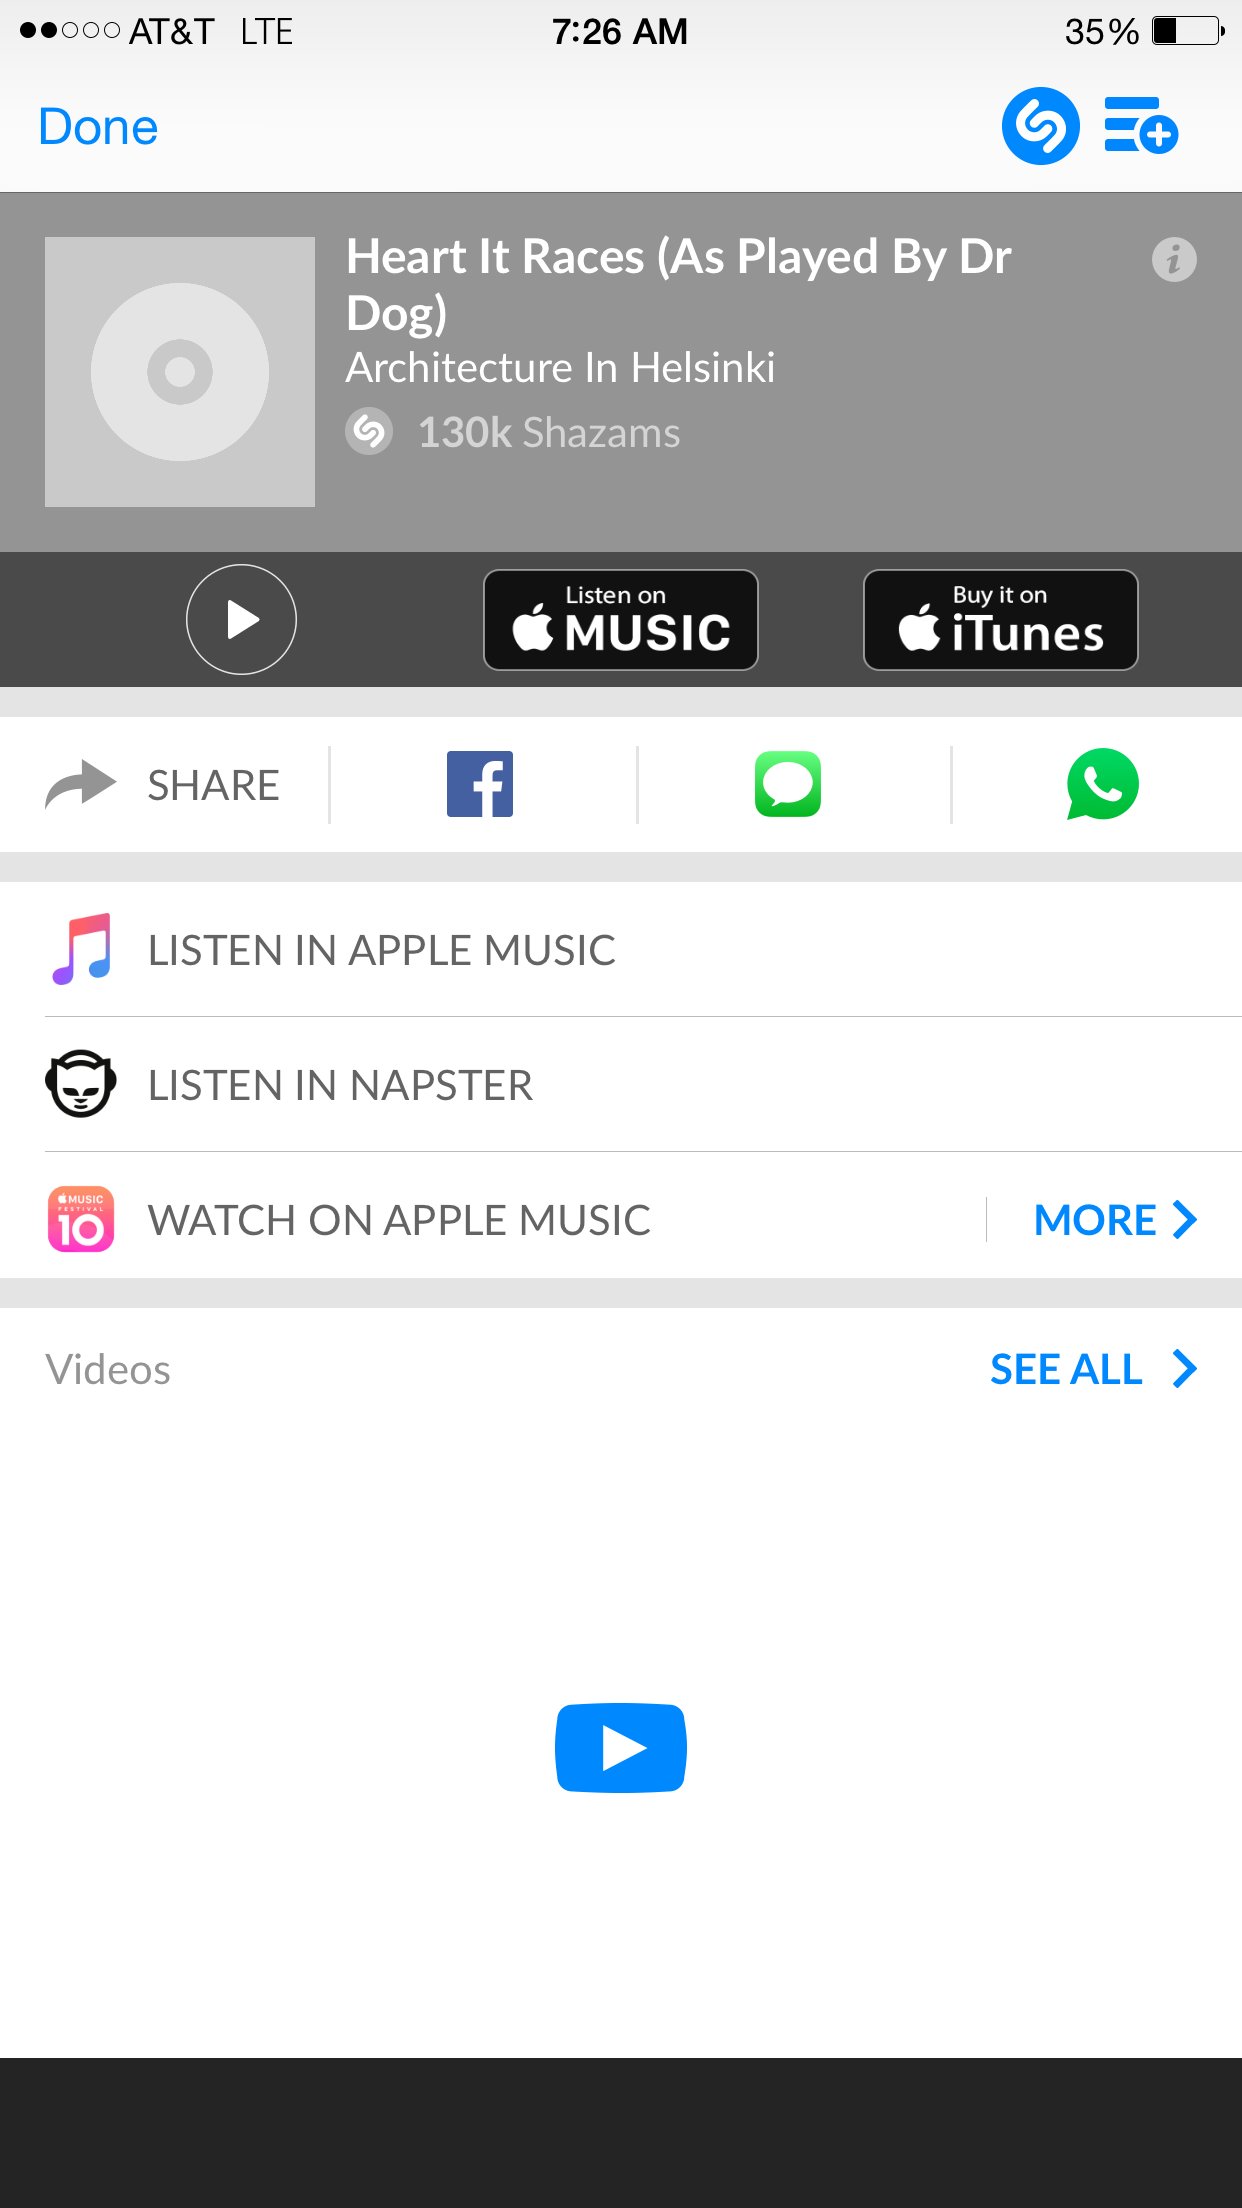 AT&T LTE 7:26 AM 35%
Done
Heart It Races (As Played By Dr
Dog)
Architecture In Helsinki
130k Shazams
Listen on
MUSIC
Buy it on
iTunes
SHARE
LISTEN IN APPLE MUSIC
LISTEN IN NAPSTER
MUSIC
FESTIVAL
10
WATCH ON APPLE MUSIC
MORE
Videos
SEE ALL